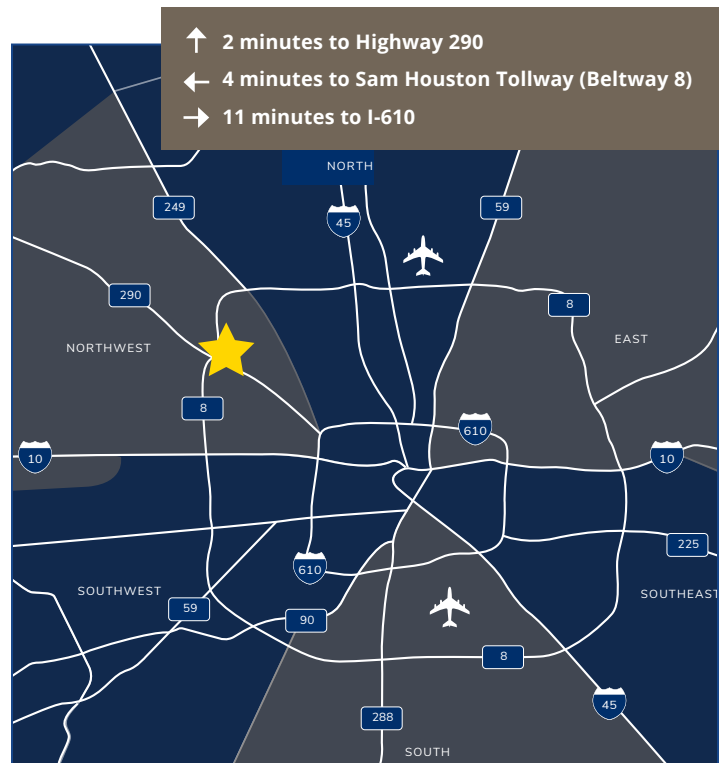 2 minutes to Highway 290
4 minutes to Sam Houston Tollway (Beltway 8)
11 minutes to I-610
NORTH
249
45
59
290
8
EAST
NORTHWEST
8
610
10
10
225
610
SOUTHWEST
SOUTHEAST
59
90
8
45
288
SOUTH